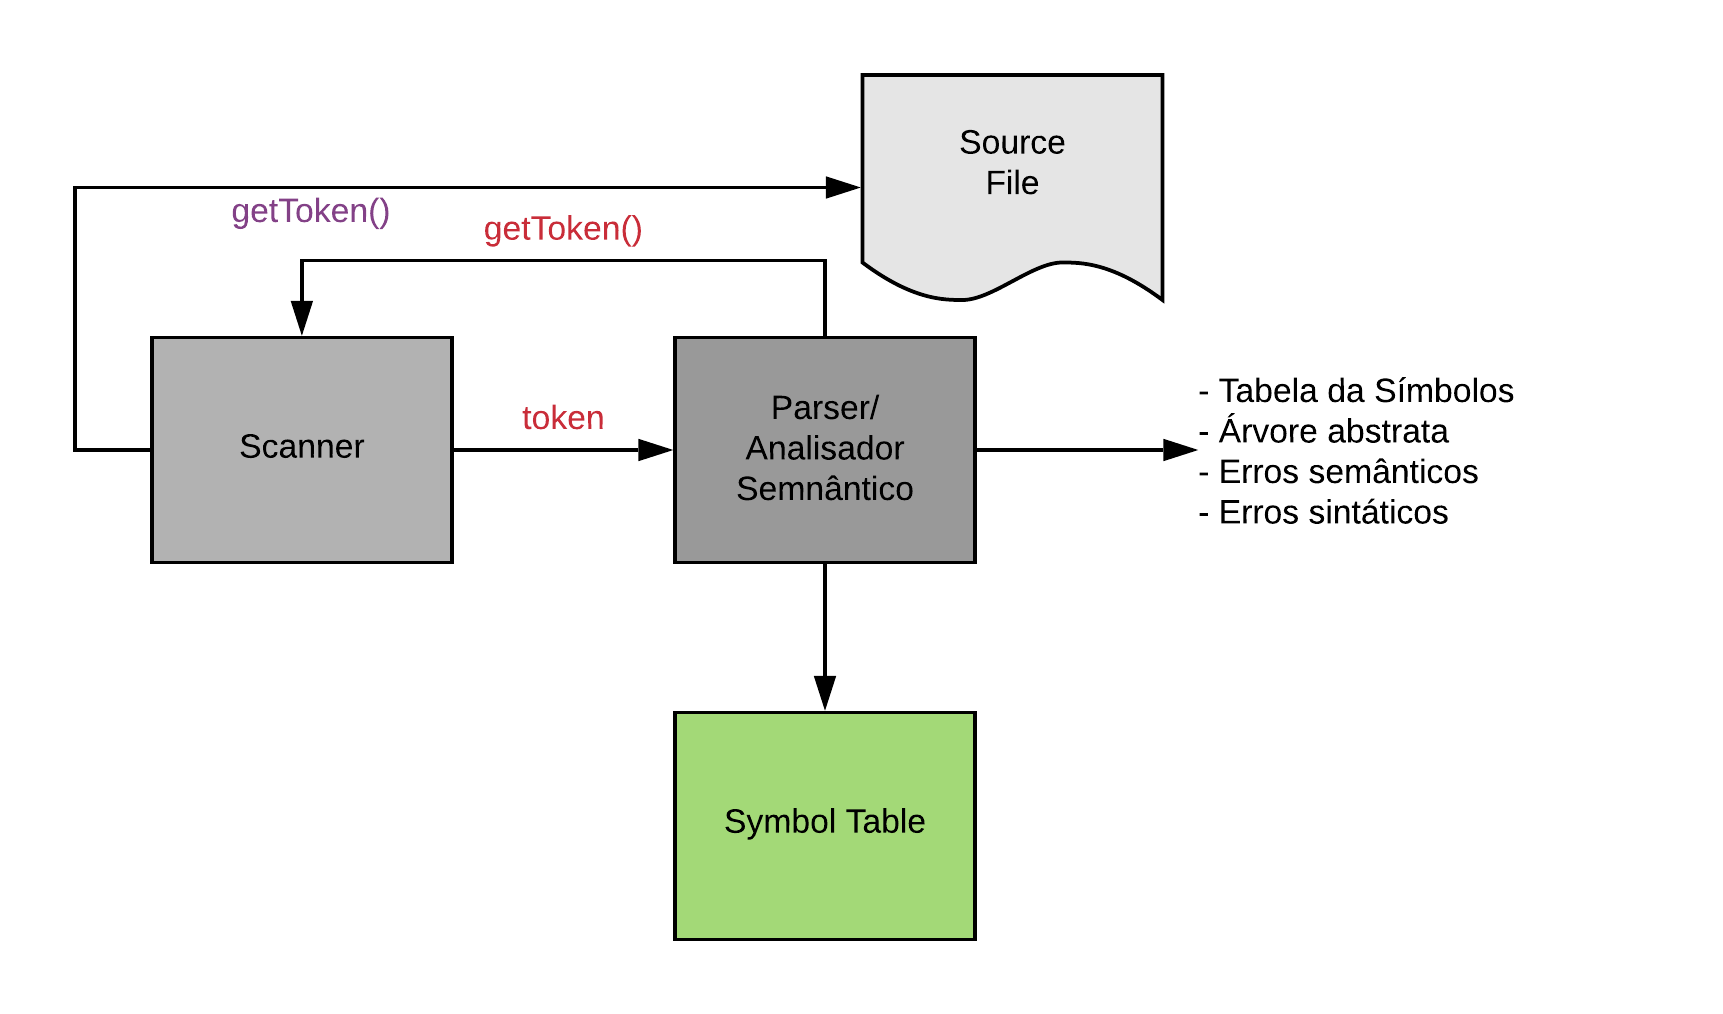 Source
File
getToken()
getToken()
Scanner
token
Parser/
Analisador
Semnântico
- Tabela da Símbolos
- Árvore abstrata
- Erros semânticos
- Erros sintáticos
Symbol Table